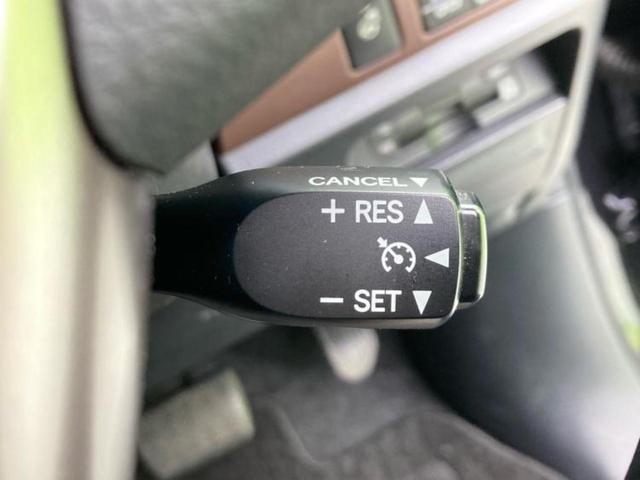 CANCEL ▼
+ RES ▲
◀
− SET ▼